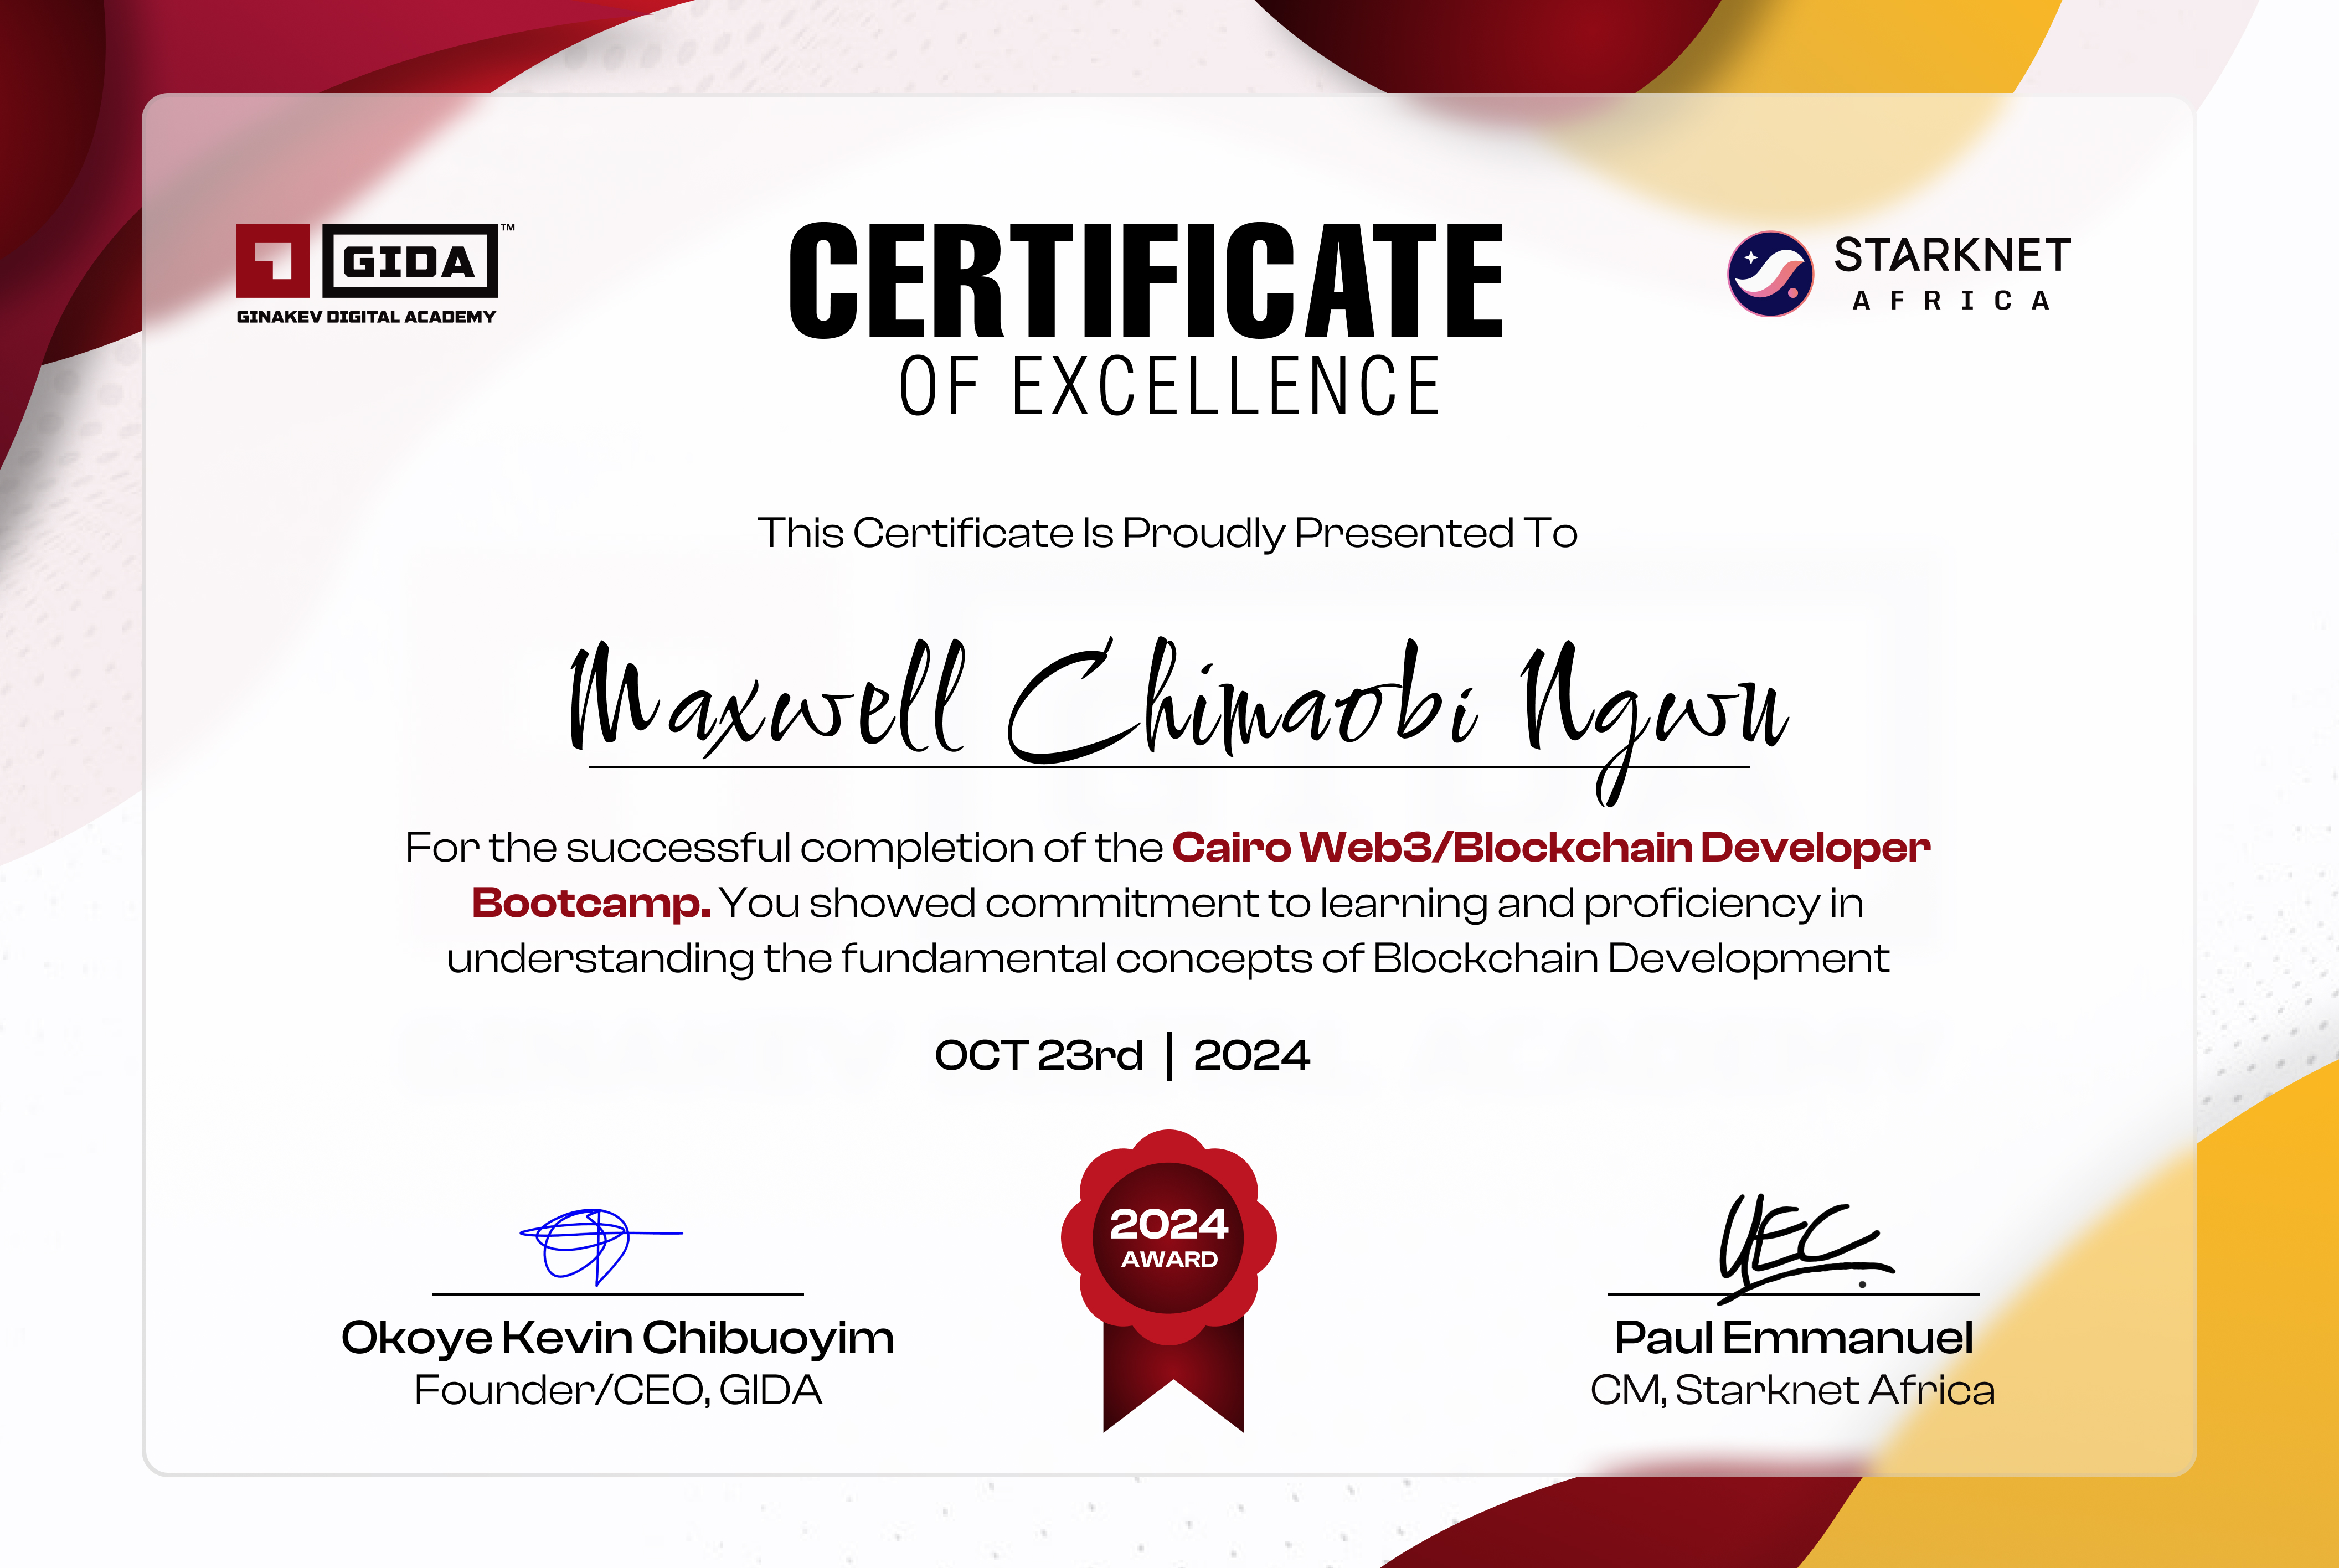 GIDA™
GINAKEV DIGITAL ACADEMY
CERTIFICATE
OF EXCELLENCE
STARKNET
AFRICA
This Certificate Is Proudly Presented To
Maxwell Chimaobi Ngwu
For the successful completion of the Cairo Web3/Blockchain Developer
Bootcamp. You showed commitment to learning and proficiency in
understanding the fundamental concepts of Blockchain Development
OCT 23rd | 2024
2024
AWARD
Okoye Kevin Chibuoyim
Founder/CEO, GIDA
Paul Emmanuel
CM, Starknet Africa